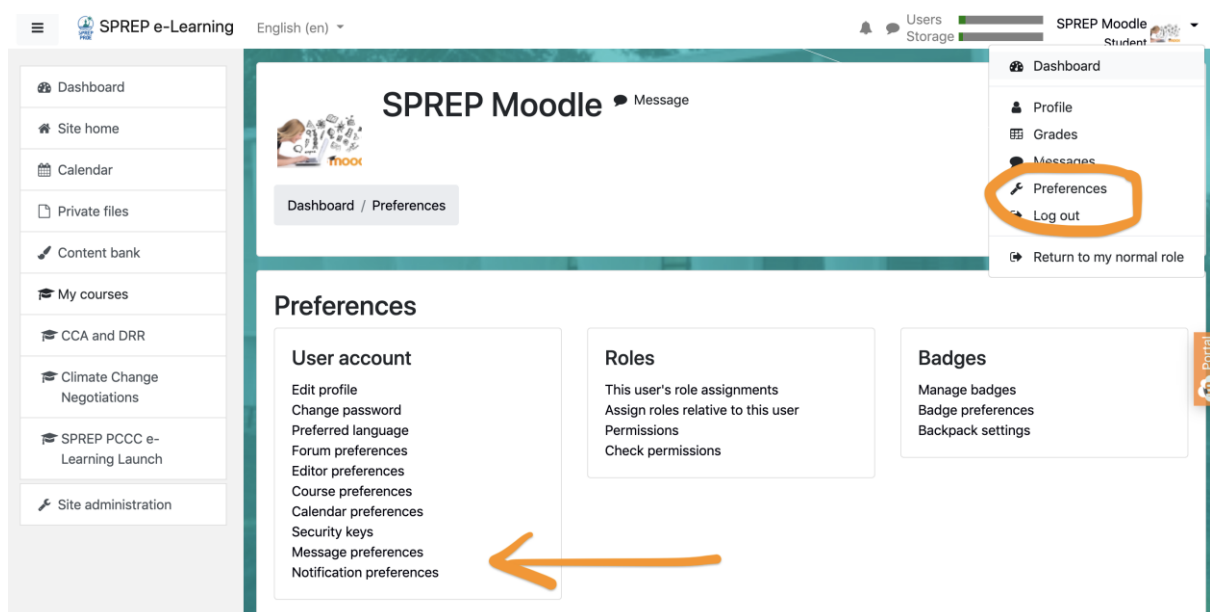 SPREP e-Learning
English (en)
Users
Storage
SPREP Moodle
Student
Dashboard
Profile
Grades
Messages
Preferences
Log out
Return to my normal role
Dashboard
Site home
Calendar
Private files
Content bank
My courses
CCA and DRR
Climate Change
Negotiations
SPREP PCCC e-
Learning Launch
Site administration
SPREP Moodle
Message
mood
Dashboard / Preferences
Preferences
User account
Edit profile
Change password
Preferred language
Forum preferences
Editor preferences
Course preferences
Calendar preferences
Security keys
Message preferences
Notification preferences
Roles
This user's role assignments
Assign roles relative to this user
Permissions
Check permissions
Badges
Manage badges
Badge preferences
Backpack settings
Portal